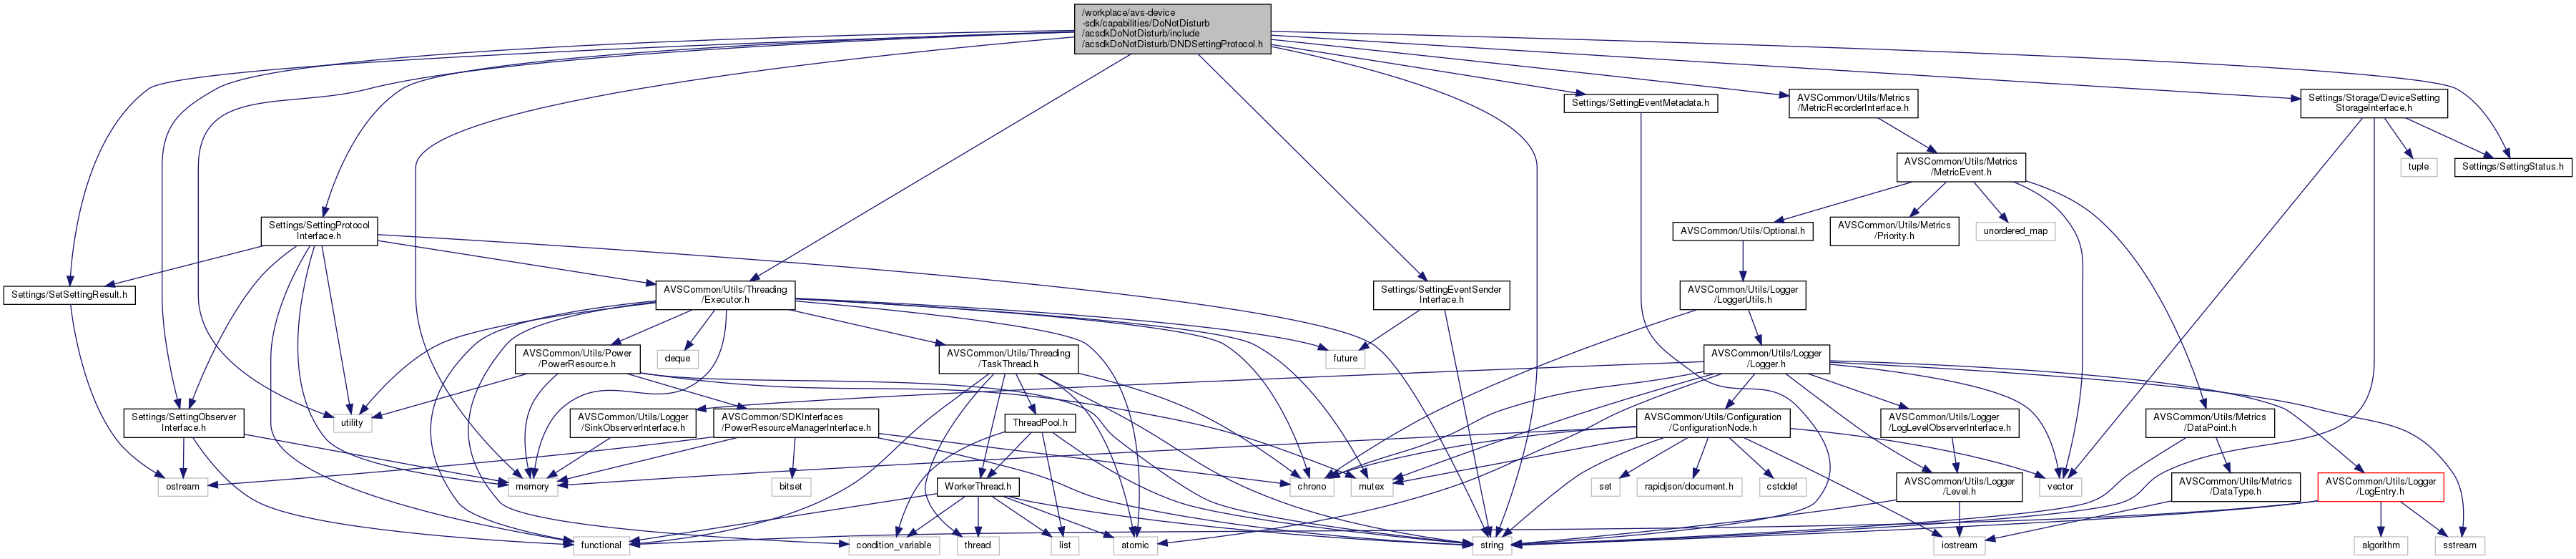 /workplace/avs-device
-sdk/capabilities/DoNotDisturb
/acsdkDoNotDisturb/include
/acsdkDoNotDisturb/DNDSettingProtocol.h
Settings/SettingEventMetadata.h
AVSCommon/Utils/Metrics
/MetricRecorderInterface.h
Settings/Storage/DeviceSetting
StorageInterface.h
AVSCommon/Utils/Metrics
/MetricEvent.h
tuple
Settings/SettingStatus.h
Settings/SettingProtocol
Interface.h
AVSCommon/Utils/Optional.h
AVSCommon/Utils/Metrics
/Priority.h
unordered_map
Settings/SetSettingResult.h
AVSCommon/Utils/Threading
/Executor.h
Settings/SettingEventSender
Interface.h
AVSCommon/Utils/Logger
/LoggerUtils.h
AVSCommon/Utils/Power
/PowerResource.h
deque
AVSCommon/Utils/Threading
/TaskThread.h
future
AVSCommon/Utils/Logger
/Logger.h
Settings/SettingObserver
Interface.h
utility
AVSCommon/Utils/Logger
/SinkObserverInterface.h
AVSCommon/SDKInterfaces
/PowerResourceManagerInterface.h
ThreadPool.h
AVSCommon/Utils/Configuration
/ConfigurationNode.h
AVSCommon/Utils/Logger
/LogLevelObserverInterface.h
AVSCommon/Utils/Metrics
/DataPoint.h
ostream
memory
bitset
WorkerThread.h
chrono
mutex
set
rapidjson/document.h
cstddef
AVSCommon/Utils/Logger
/Level.h
vector
AVSCommon/Utils/Metrics
/DataType.h
AVSCommon/Utils/Logger
/LogEntry.h
functional
condition_variable
thread
list
atomic
string
iostream
algorithm
sstream